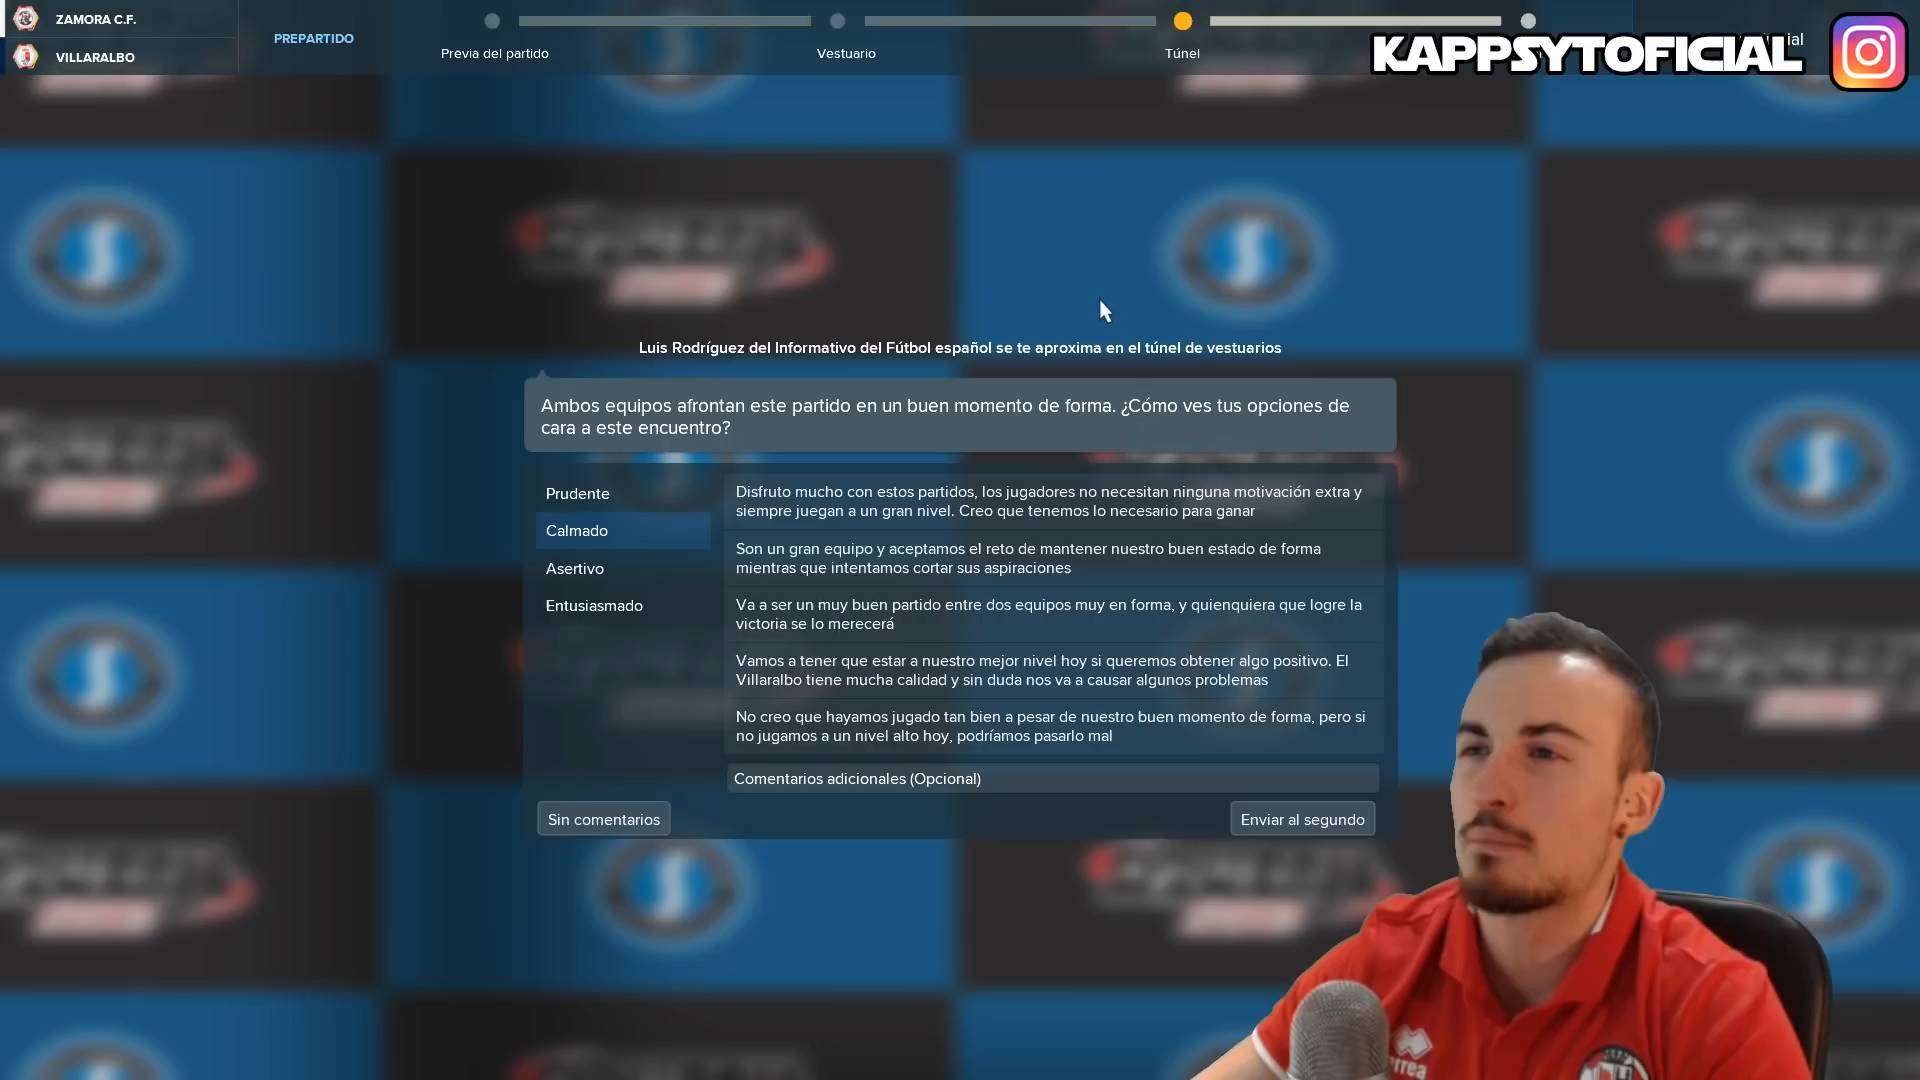 ZAMORA C.F.
VILLARALBO
PREPARTIDO
Previa del partido
Vestuario
Túnel
KAPPSYTOFICIAL
Luis Rodríguez del Informativo del Fútbol español se te aproxima en el túnel de vestuarios
Ambos equipos afrontan este partido en un buen momento de forma. ¿Cómo ves tus opciones de
cara a este encuentro?
Prudente
Calmado
Asertivo
Entusiasmado
Disfruto mucho con estos partidos, los jugadores no necesitan ninguna motivación extra y
siempre juegan a un gran nivel. Creo que tenemos lo necesario para ganar
Son un gran equipo y aceptamos el reto de mantener nuestro buen estado de forma
mientras que intentamos cortar sus aspiraciones
Va a ser un muy buen partido entre dos equipos muy en forma, y quienquiera que logre la
victoria se lo merecerá
Vamos a tener que estar a nuestro mejor nivel hoy si queremos obtener algo positivo. El
Villaralbo tiene mucha calidad y sin duda nos va a causar algunos problemas
No creo que hayamos jugado tan bien a pesar de nuestro buen momento de forma, pero si
no jugamos a un nivel alto hoy, podríamos pasarlo mal
Comentarios adicionales (Opcional)
Sin comentarios
Enviar al segundo